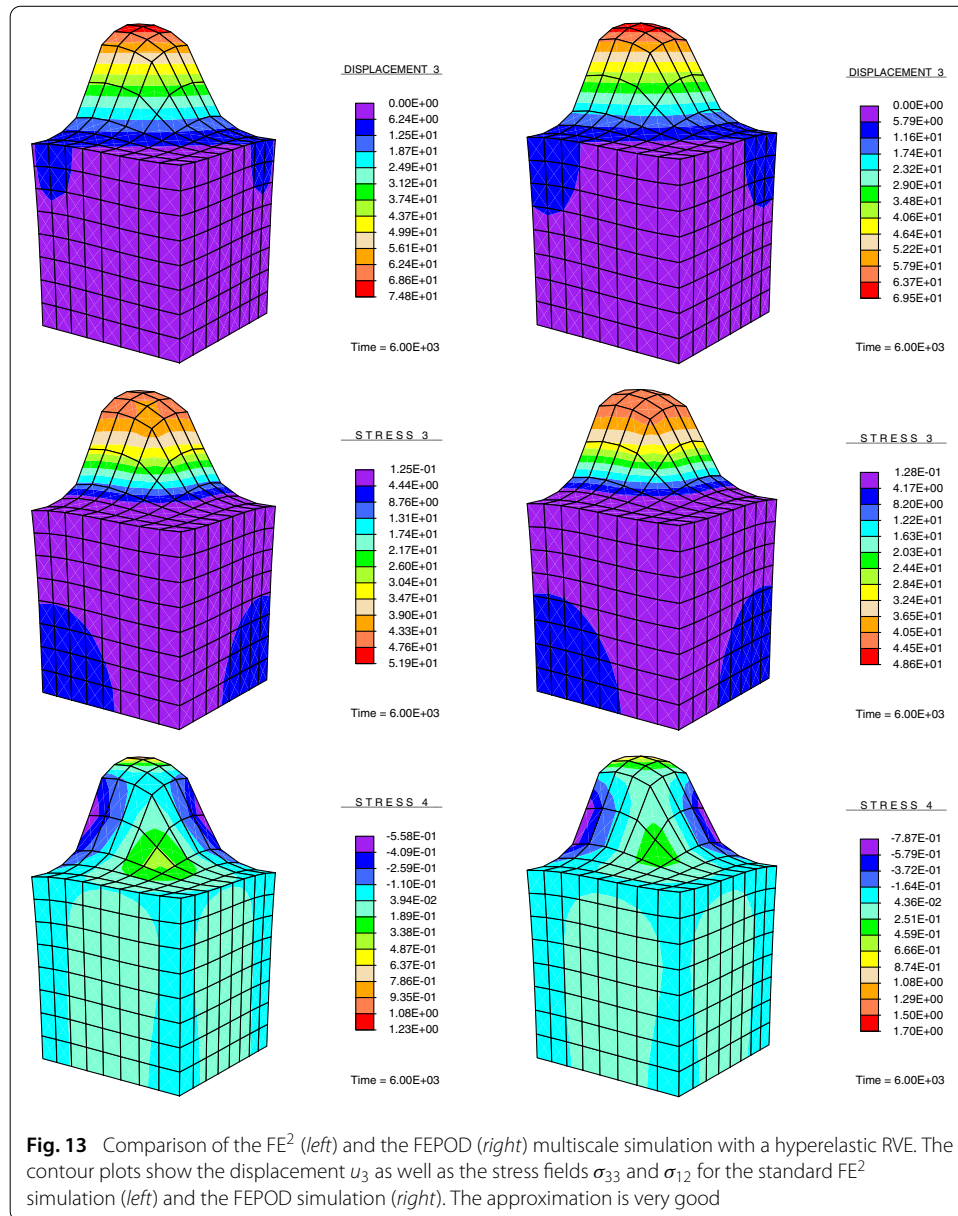 DISPLACEMENT 3
0.00E+00
6.24E+00
1.25E+01
1.87E+01
2.49E+01
3.12E+01
3.74E+01
4.37E+01
4.99E+01
5.61E+01
6.24E+01
6.86E+01
7.48E+01
Time = 6.00E+03
DISPLACEMENT 3
0.00E+00
5.79E+00
1.16E+01
1.74E+01
2.32E+01
2.90E+01
3.48E+01
4.06E+01
4.64E+01
5.22E+01
5.79E+01
6.37E+01
6.95E+01
Time = 6.00E+03
STRESS 3
1.25E-01
4.44E+00
8.76E+00
1.31E+01
1.74E+01
2.17E+01
2.60E+01
3.04E+01
3.47E+01
3.90E+01
4.33E+01
4.76E+01
5.19E+01
Time = 6.00E+03
STRESS 3
1.28E-01
4.17E+00
8.20E+00
1.22E+01
1.63E+01
2.03E+01
2.44E+01
2.84E+01
3.24E+01
3.65E+01
4.05E+01
4.45E+01
4.86E+01
Time = 6.00E+03
STRESS 4
-5.58E-01
-4.09E-01
-2.59E-01
-1.10E-01
3.94E-02
1.89E-01
3.38E-01
4.87E-01
6.37E-01
7.86E-01
9.35E-01
1.08E+00
1.23E+00
Time = 6.00E+03
STRESS 4
-7.87E-01
-5.79E-01
-3.72E-01
-1.64E-01
4.36E-02
2.51E-01
4.59E-01
6.66E-01
8.74E-01
1.08E+00
1.29E+00
1.50E+00
1.70E+00
Time = 6.00E+03
Fig. 13 Comparison of the FE² (left) and the FEPOD (right) multiscale simulation with a hyperelastic RVE. The
contour plots show the displacement u₃ as well as the stress fields σ₃₃ and σ₁₂ for the standard FE²
simulation (left) and the FEPOD simulation (right). The approximation is very good